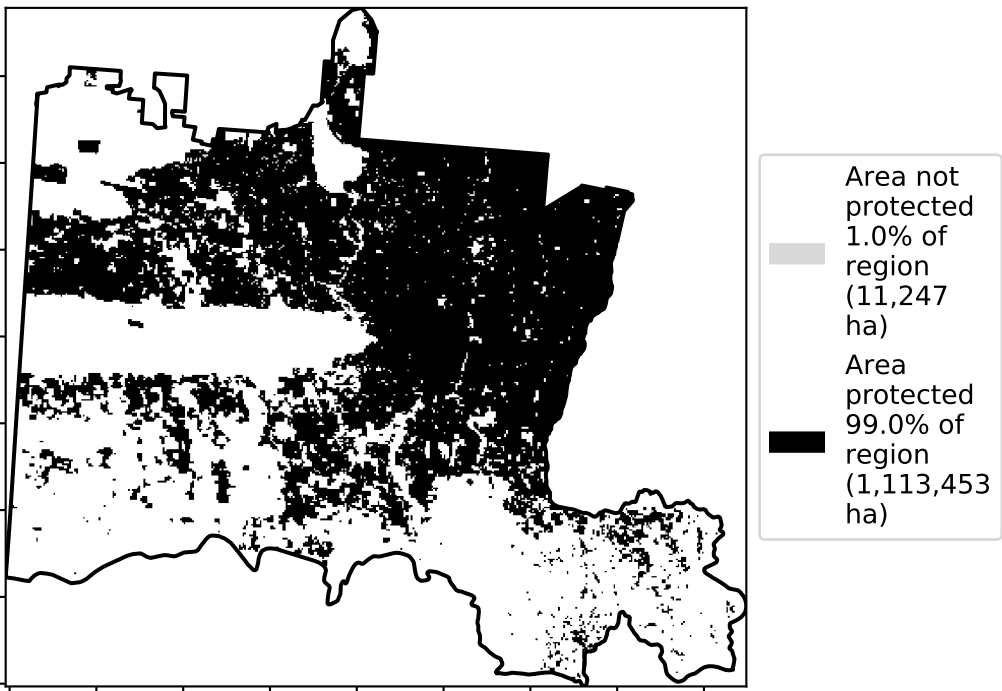 Area not
protected
1.0% of
region
(11,247
ha)
Area
protected
99.0% of
region
(1,113,453
ha)